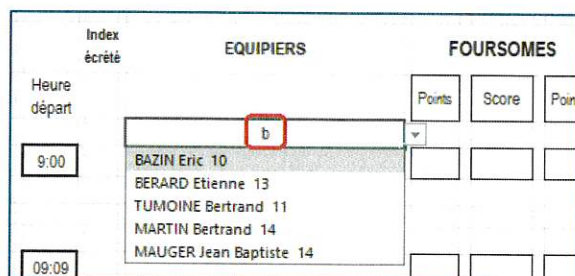 Index
écrété
EQUIPIERS
FOURSOMES
Heure
départ
Points
Score
Poin
b
9:00
BAZIN Eric 10
BERARD Etienne 13
TUMOINE Bertrand 11
MARTIN Bertrand 14
MAUGER Jean Baptiste 14
09:09